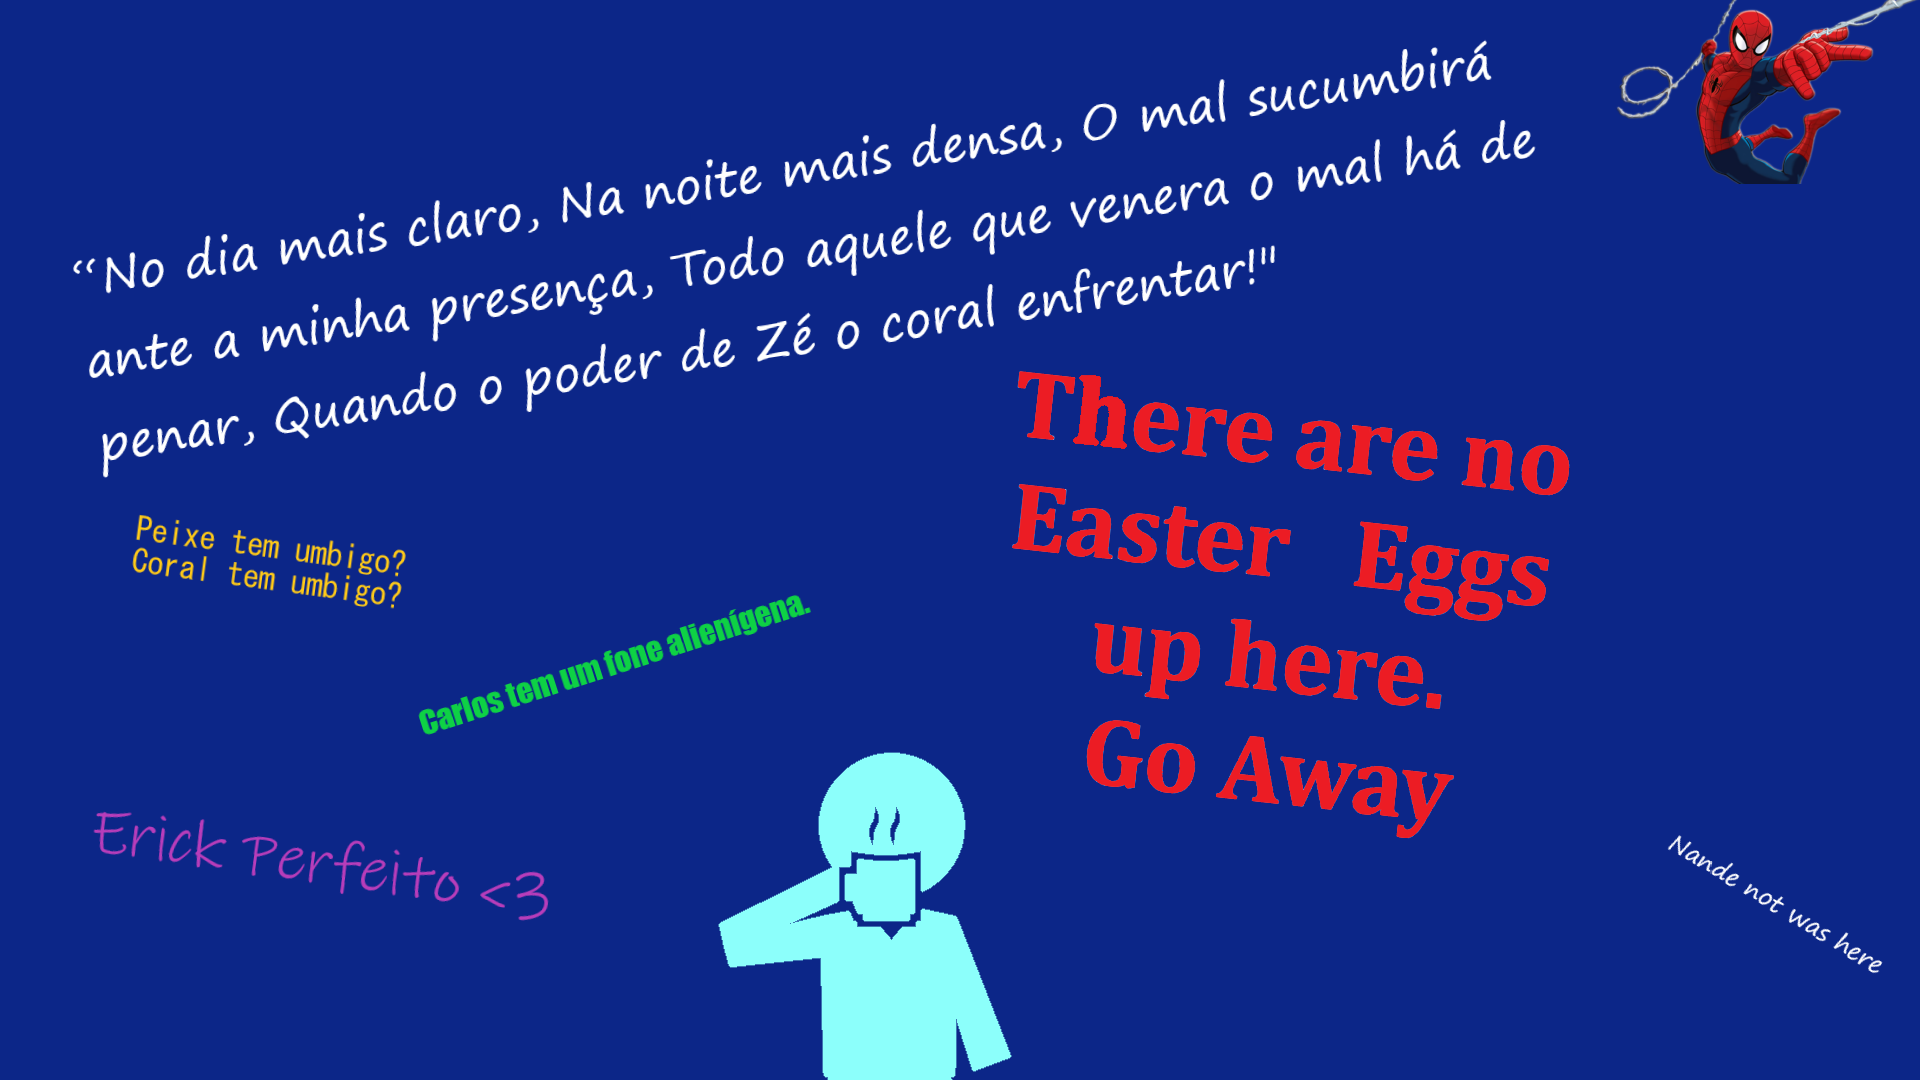 “No dia mais claro, Na noite mais densa, O mal sucumbirá
ante a minha presença, Todo aquele que venera o mal há de
penar, Quando o poder de Zé o coral enfrentar!"
There are no
Easter Eggs
up here.
Go Away
Peixe tem umbigo?
Coral tem umbigo?
Carlos tem um fone alienígena.
Erick Perfeito <3
Nande not was here